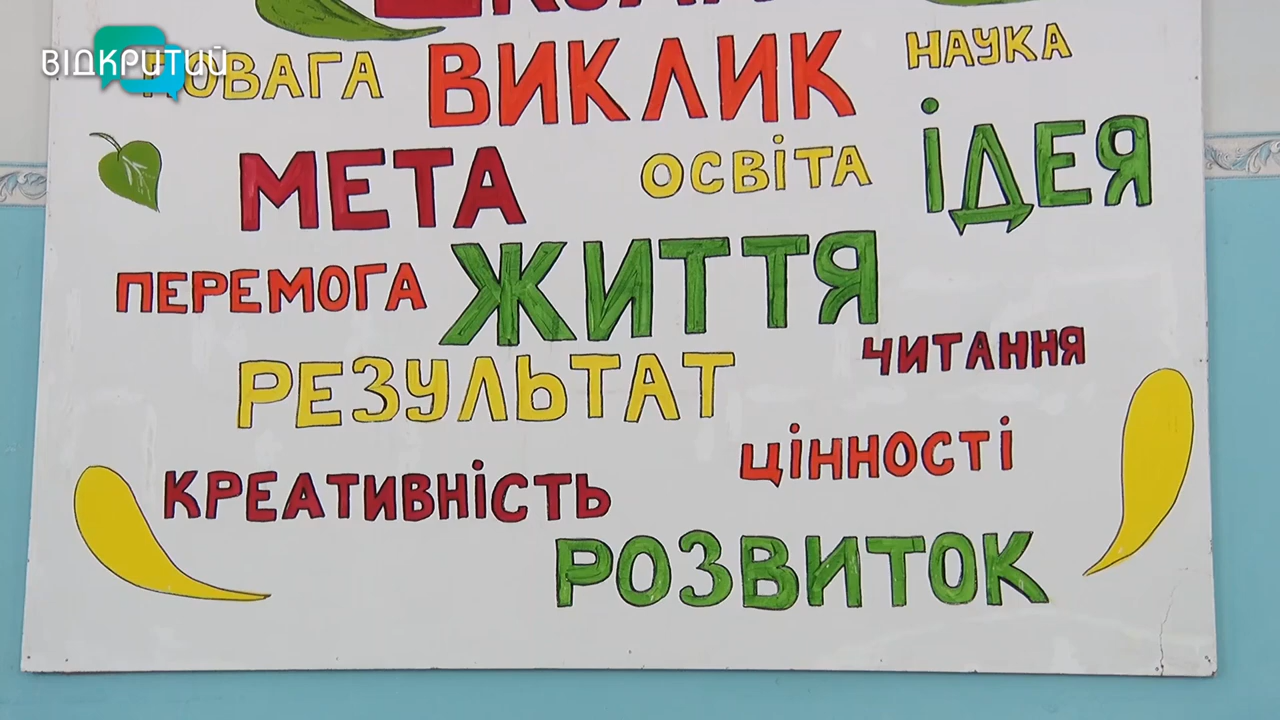 ВІДКРИТИЙ
ПОВАГА ВИКЛИК НАУКА
МЕТА ОСВІТА ІДЕЯ
ПЕРЕМОГА ЖИТТЯ
РЕЗУЛЬТАТ ЧИТАННЯ
КРЕАТИВНІСТЬ ЦІННОСТІ
РОЗВИТОК